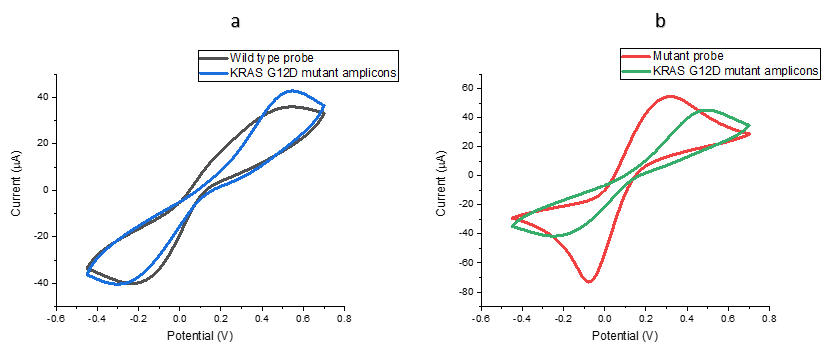 a
Wild type probe
KRAS G12D mutant amplicons
40
20
0
-20
-40
Current (µA)
-0.6
-0.4
-0.2
0.0
0.2
0.4
0.6
0.8
Potential (V)
b
Mutant probe
KRAS G12D mutant amplicons
60
40
20
0
-20
-40
-60
-80
Current (µA)
-0.6
-0.4
-0.2
0.0
0.2
0.4
0.6
0.8
Potential (V)